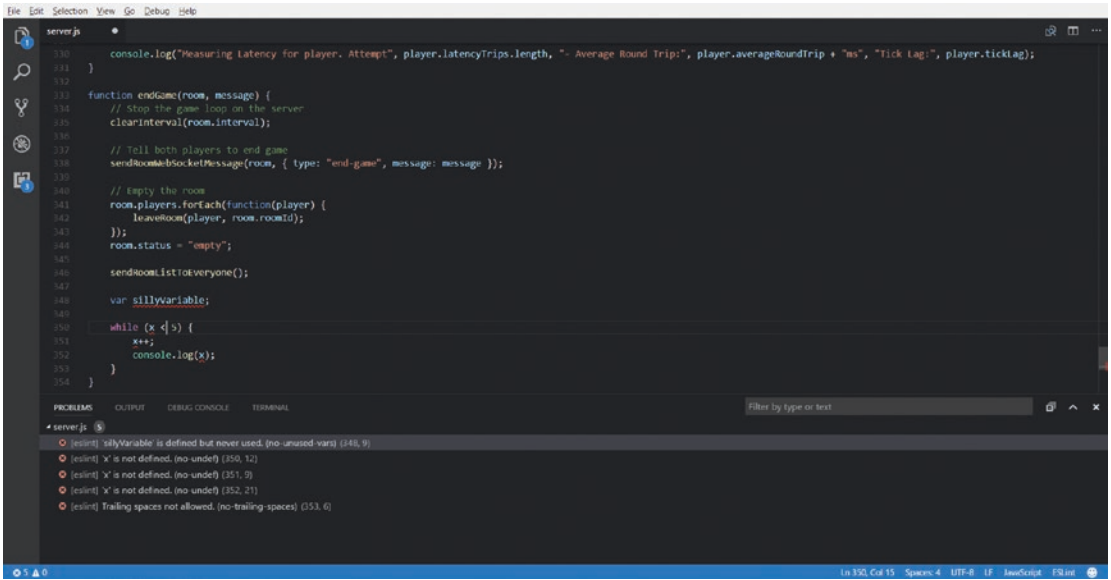 File Edit Selection View Go Debug Help
server.js
330 console.log("Measuring Latency for player. Attempt", player.latencyTrips.length, "- Average Round Trip:", player.averageRoundTrip + "ms", "Tick Lag:", player.tickLag);
331 }
332
333 function endGame(room, message) {
334 // Stop the game loop on the server
335 clearInterval(room.interval);
336
337 // Tell both players to end game
338 sendRoomWebSocketMessage(room, { type: "end-game", message: message });
339
340 // Empty the room
341 room.players.forEach(function(player) {
342 leaveRoom(player, room.roomId);
343 });
344 room.status = "empty";
345
346 sendRoomListToEveryone();
347
348 var sillyVariable;
349
350 while (x < 5) {
351 x++;
352 console.log(x);
353 }
354 }
PROBLEMS OUTPUT DEBUG CONSOLE TERMINAL Filter by type or text
server.js 5
[eslint] 'sillyVariable' is defined but never used. (no-unused-vars) (348, 9)
[eslint] 'x' is not defined. (no-undef) (350, 12)
[eslint] 'x' is not defined. (no-undef) (351, 9)
[eslint] 'x' is not defined. (no-undef) (352, 21)
[eslint] Trailing spaces not allowed. (no-trailing-spaces) (353, 6)
5 0 Ln 350, Col 15 Spaces: 4 UTF-8 LF JavaScript ESLint